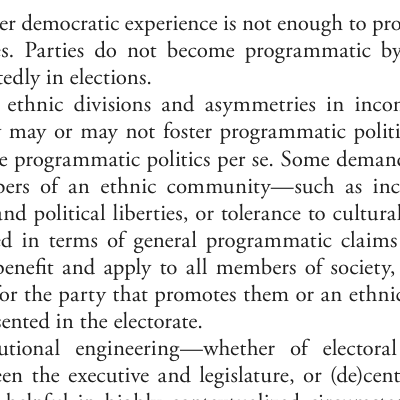 er democratic experience is not enough to pro
es. Parties do not become programmatic by
tedly in elections.
ethnic divisions and asymmetries in incor
may or may not foster programmatic politi
e programmatic politics per se. Some deman
bers of an ethnic community—such as inc
and political liberties, or tolerance to cultural
ed in terms of general programmatic claims
benefit and apply to all members of society,
for the party that promotes them or an ethnic
sented in the electorate.
utional engineering—whether of electoral
een the executive and legislature, or (de)cent